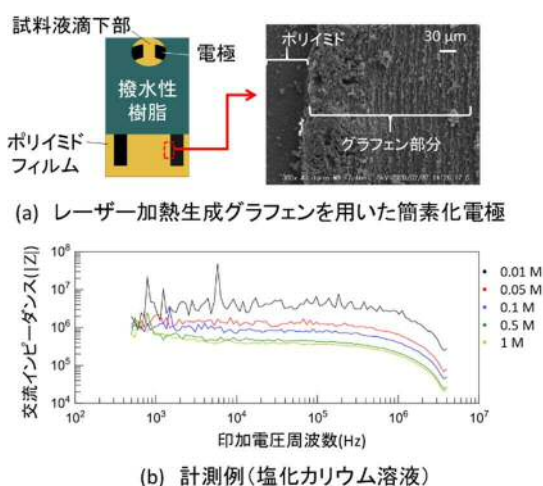 試料液滴下部
電極
撥水性
樹脂
ポリイミド
フィルム
ポリイミド
30 μm
グラフェン部分
(a) レーザー加熱生成グラフェンを用いた簡素化電極
交流インピーダンス(|Z|)
10⁸
10⁷
10⁶
10⁵
10⁴
10² 10³ 10⁴ 10⁵ 10⁶ 10⁷
印加電圧周波数(Hz)
0.01 M
0.05 M
0.1 M
0.5 M
1 M
(b) 計測例(塩化カリウム溶液)